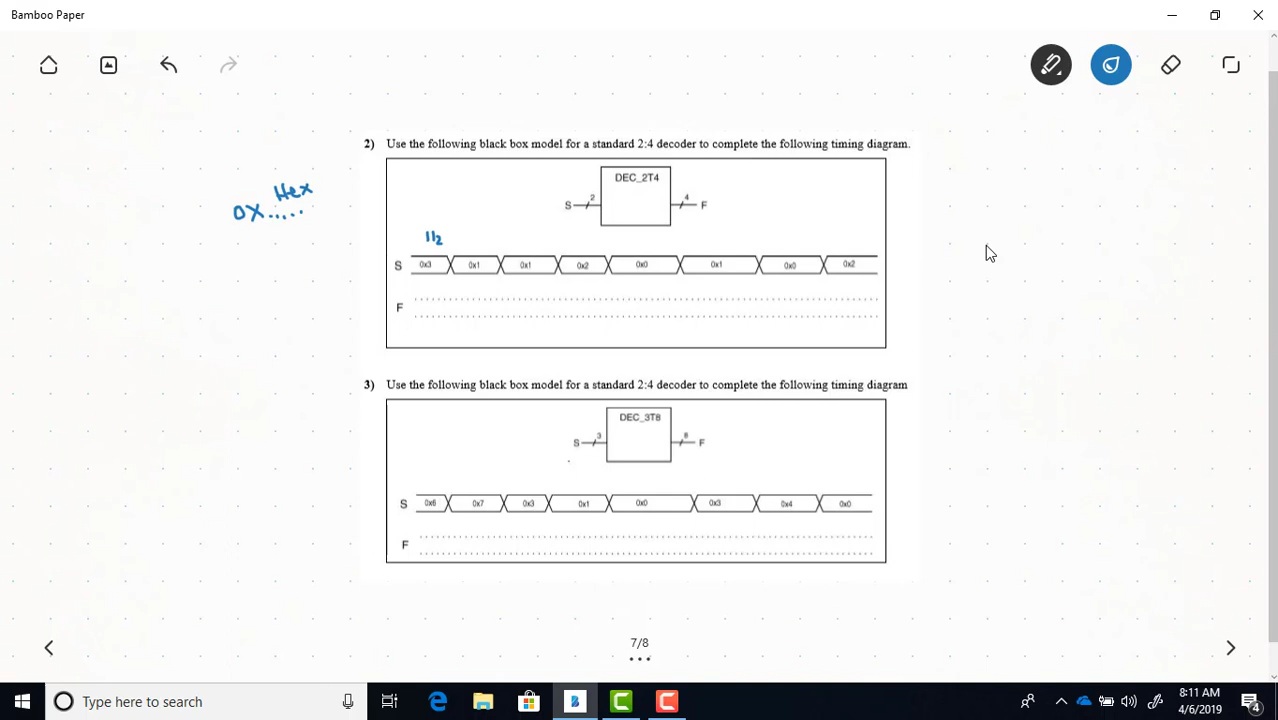 Bamboo Paper
2) Use the following black box model for a standard 2:4 decoder to complete the following timing diagram.
Hex
0x.....
DEC_2T4
S 2 4 F
11₂
S 0x3 0x1 0x1 0x2 0x0 0x1 0x0 0x2
F
3) Use the following black box model for a standard 2:4 decoder to complete the following timing diagram
DEC_3T8
S 3 8 F
S 0x6 0x7 0x3 0x1 0x0 0x3 0x4 0x0
F
7/8
Type here to search
8:11 AM
4/6/2019
4